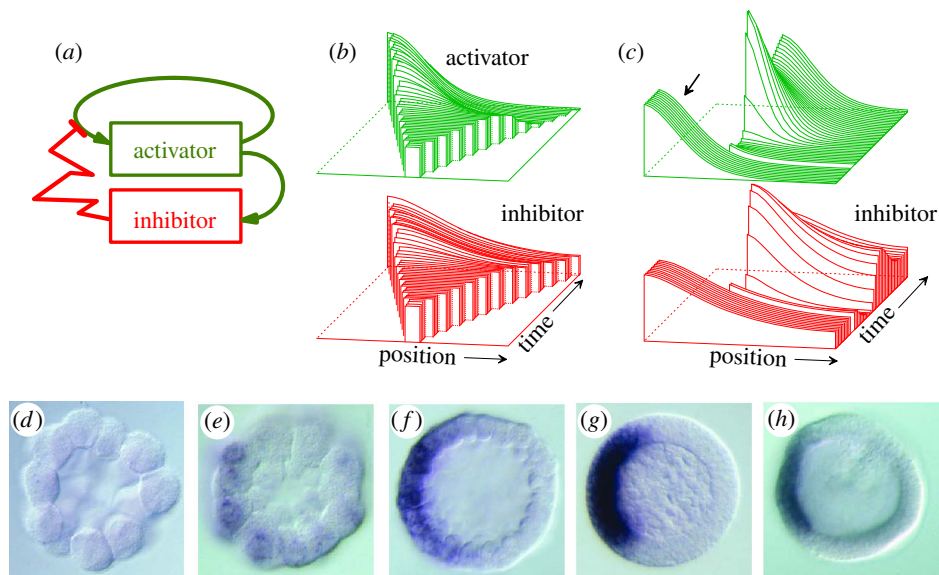 (a)
activator
inhibitor
(b)
activator
inhibitor
(c)
inhibitor
position
time
position
time
(d)
(e)
(f)
(g)
(h)